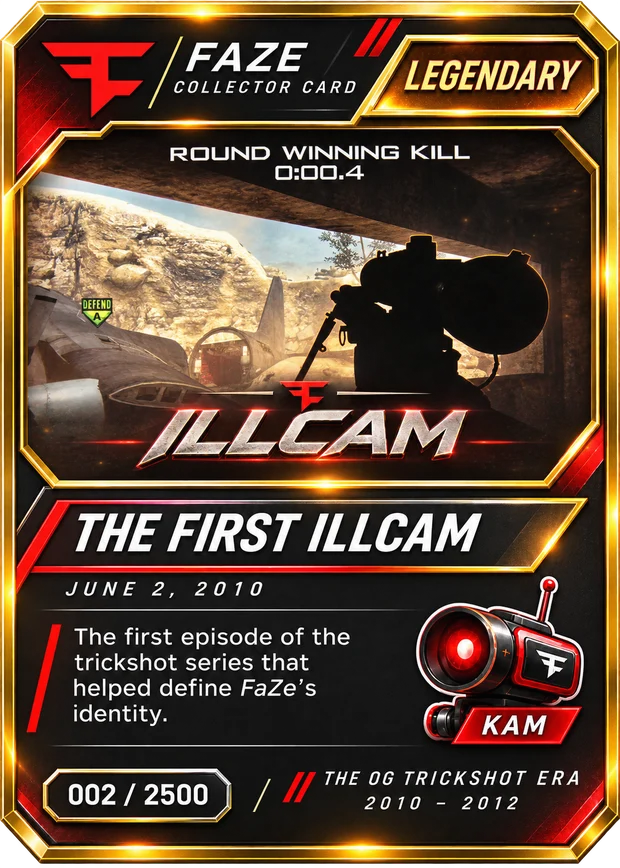 FAZE
COLLECTOR CARD
LEGENDARY
ROUND WINNING KILL
0:00.4
DEFEND
A
ILLCAM
THE FIRST ILLCAM
JUNE 2, 2010
The first episode of the
trickshot series that
helped define FaZe's
identity.
KAM
002 / 2500
THE OG TRICKSHOT ERA
2010 – 2012